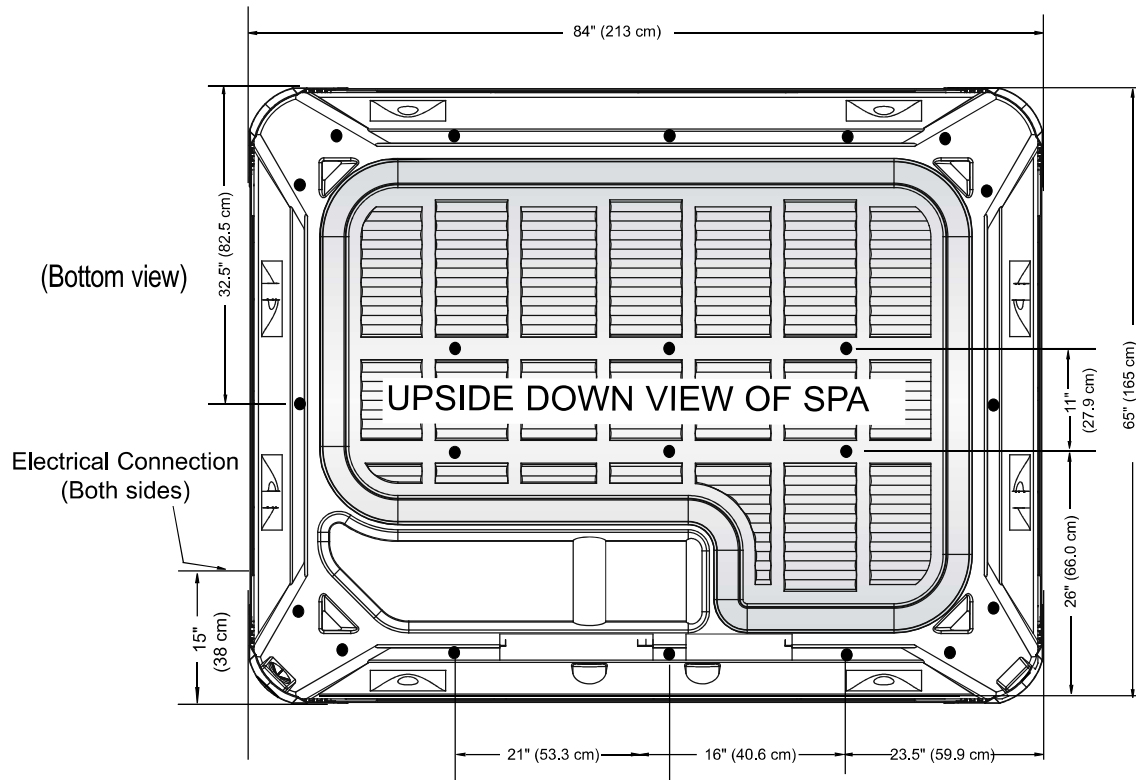 84" (213 cm)
(Bottom view)
32.5" (82.5 cm)
UPSIDE DOWN VIEW OF SPA
11"
(27.9 cm)
65" (165 cm)
Electrical Connection
(Both sides)
26" (66.0 cm)
15"
(38 cm)
21" (53.3 cm)
16" (40.6 cm)
23.5" (59.9 cm)